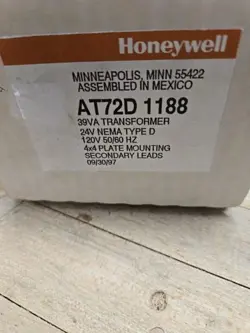 Honeywell
MINNEAPOLIS, MINN 55422
ASSEMBLED IN MEXICO
AT72D 1188
39VA TRANSFORMER
24V NEMA TYPE D
120V 50/60 HZ
4x4 PLATE MOUNTING
SECONDARY LEADS
09/30/97